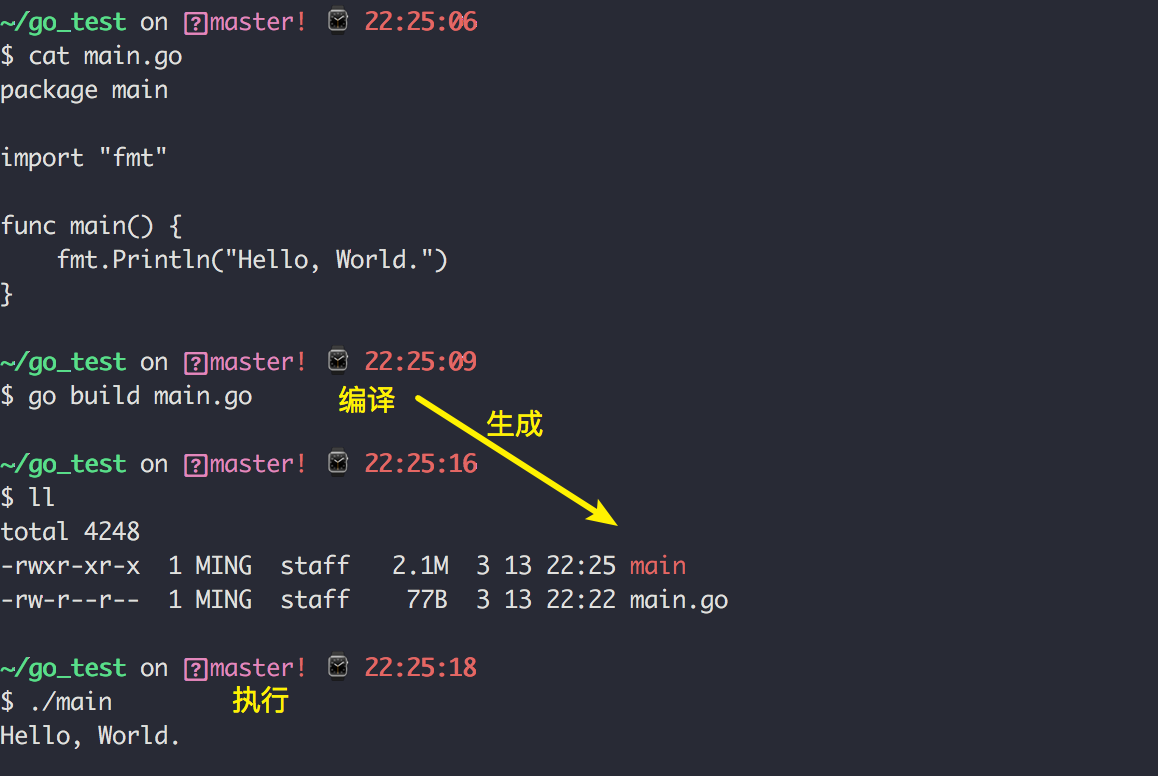 ~/go_test on ?master! ⌚ 22:25:06
$ cat main.go
package main
import "fmt"
func main() {
    fmt.Println("Hello, World.")
}
~/go_test on ?master! ⌚ 22:25:09
$ go build main.go 编译
生成
~/go_test on ?master! ⌚ 22:25:16
$ ll
total 4248
-rwxr-xr-x  1 MING  staff   2.1M  3 13 22:25 main
-rw-r--r--  1 MING  staff    77B  3 13 22:22 main.go
~/go_test on ?master! ⌚ 22:25:18
$ ./main 执行
Hello, World.